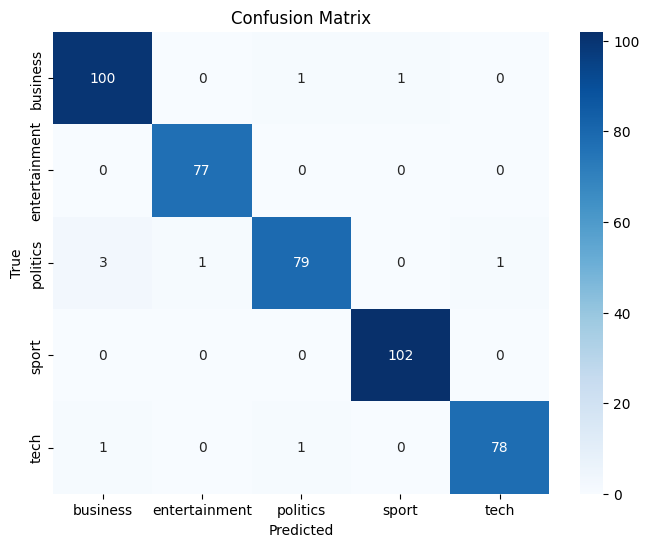 Confusion Matrix
business 100 0 1 1 0
entertainment 0 77 0 0 0
politics 3 1 79 0 1
sport 0 0 0 102 0
tech 1 0 1 0 78
True
business entertainment politics sport tech
Predicted
100
80
60
40
20
0